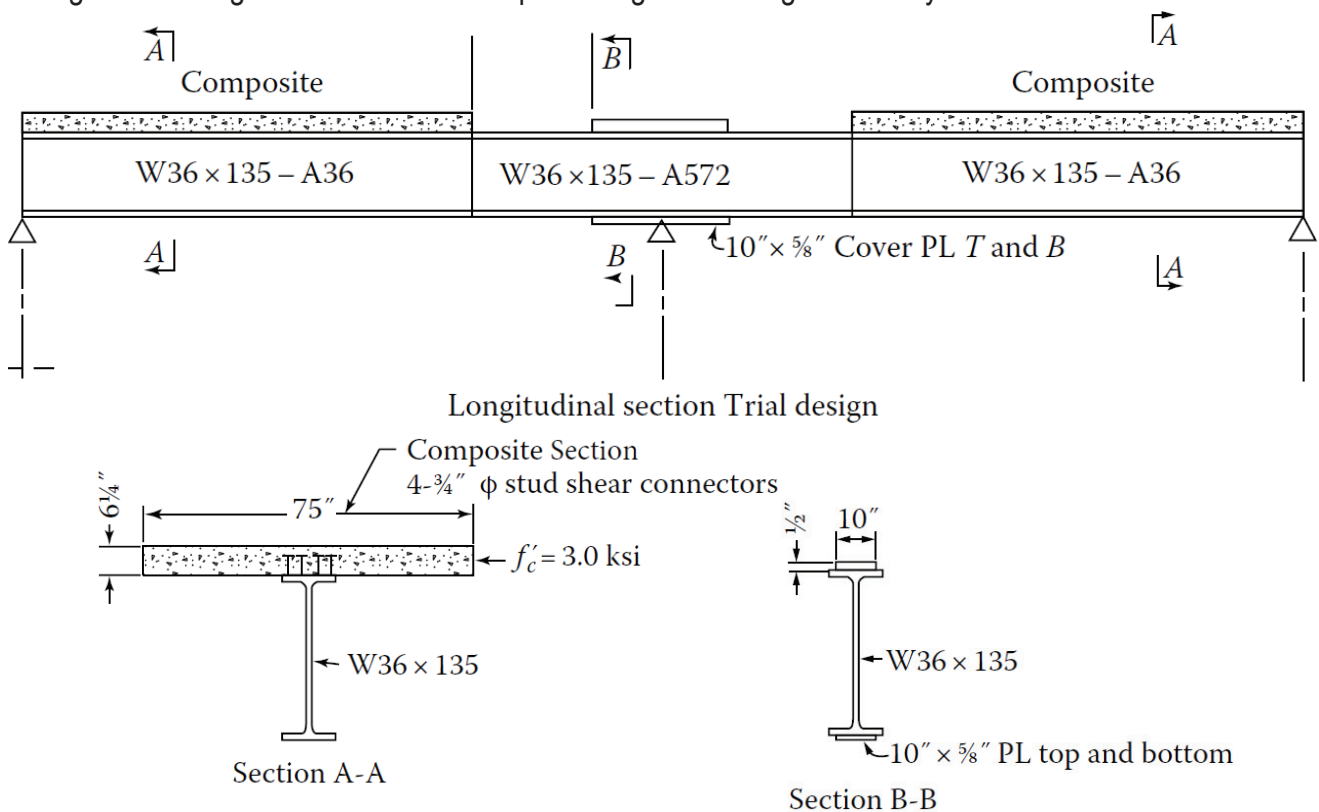 A A
B
Composite Composite
W36 × 135 – A36 W36 × 135 – A572 W36 × 135 – A36
A B A
10″ × ⅝″ Cover PL T and B
Longitudinal section Trial design
Composite Section
4-¾″ ϕ stud shear connectors
6¼″
75″
f′c = 3.0 ksi
W36 × 135
Section A-A
½″
10″
W36 × 135
10″ × ⅝″ PL top and bottom
Section B-B